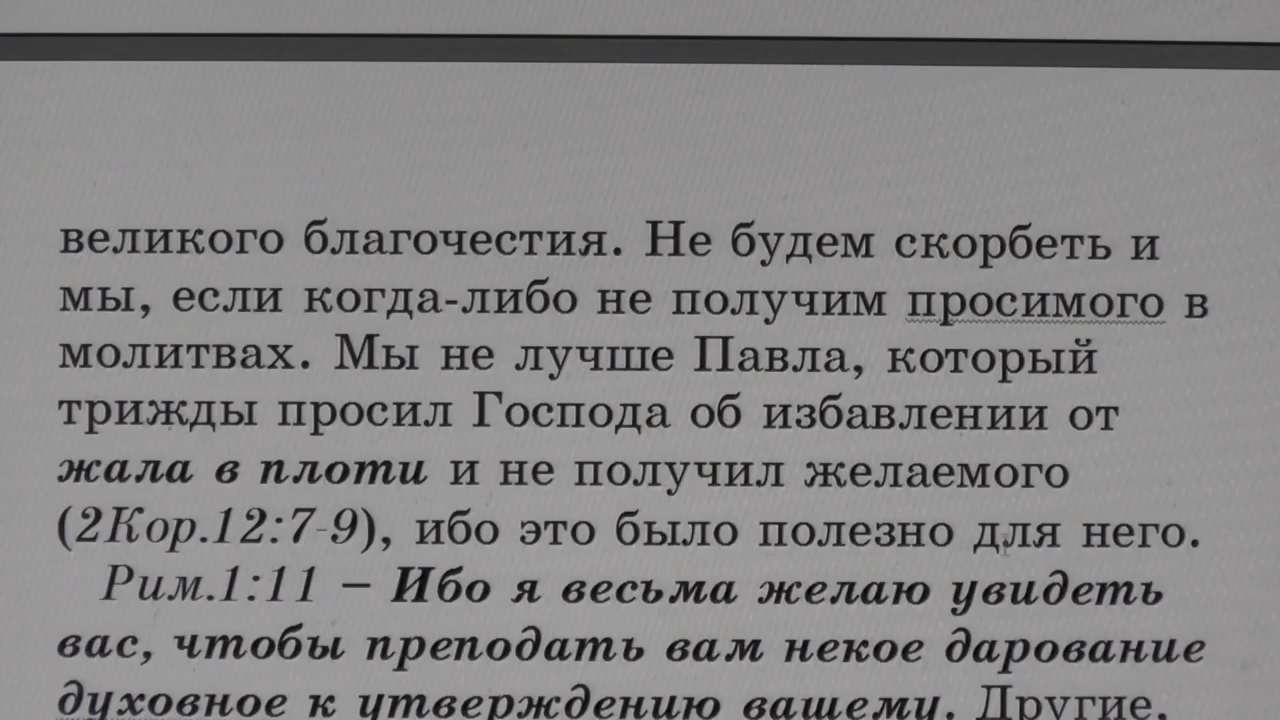 великого благочестия. Не будем скорбеть и
мы, если когда-либо не получим просимого в
молитвах. Мы не лучше Павла, который
трижды просил Господа об избавлении от
жала в плоти и не получил желаемого
(2Кор.12:7-9), ибо это было полезно для него.
Рим.1:11 – Ибо я весьма желаю увидеть
вас, чтобы преподать вам некое дарование
духовное к утверждению вашему. Другие,